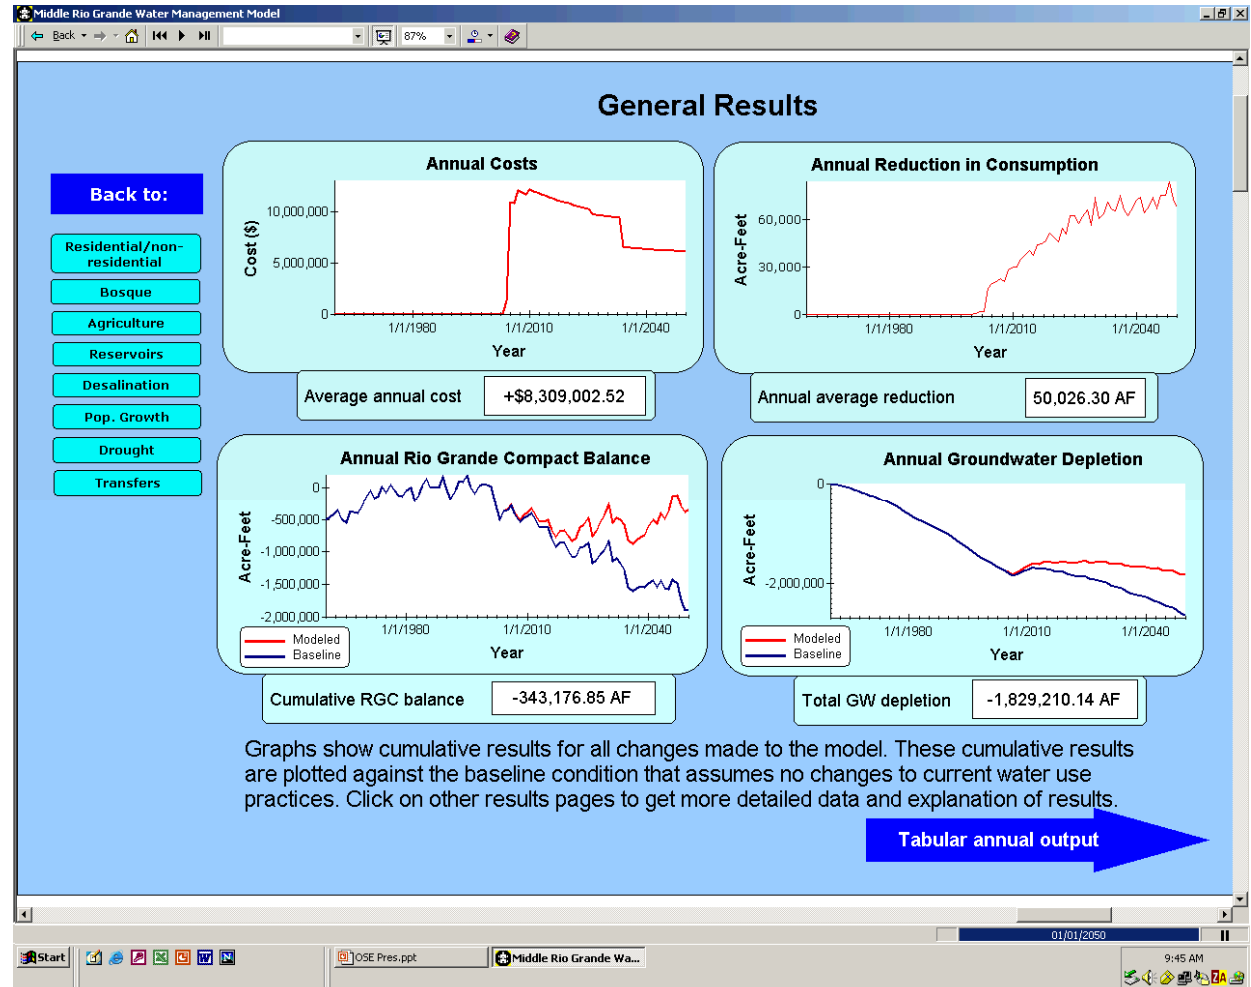 Middle Rio Grande Water Management Model
Back
87%
General Results
Back to:
Residential/non-
residential
Bosque
Agriculture
Reservoirs
Desalination
Pop. Growth
Drought
Transfers
Annual Costs
Cost ($)
10,000,000
5,000,000
0
1/1/1980
1/1/2010
1/1/2040
Year
Average annual cost
+$8,309,002.52
Annual Reduction in Consumption
Acre-Feet
60,000
30,000
0
1/1/1980
1/1/2010
1/1/2040
Year
Annual average reduction
50,026.30 AF
Annual Rio Grande Compact Balance
Acre-Feet
0
-500,000
-1,000,000
-1,500,000
-2,000,000
1/1/1980
1/1/2010
1/1/2040
Modeled
Baseline
Year
Cumulative RGC balance
-343,176.85 AF
Annual Groundwater Depletion
Acre-Feet
0
-2,000,000
1/1/1980
1/1/2010
1/1/2040
Modeled
Baseline
Year
Total GW depletion
-1,829,210.14 AF
Graphs show cumulative results for all changes made to the model. These cumulative results
are plotted against the baseline condition that assumes no changes to current water use
practices. Click on other results pages to get more detailed data and explanation of results.
Tabular annual output
01/01/2050
Start
OSE Pres.ppt
Middle Rio Grande Wa...
9:45 AM